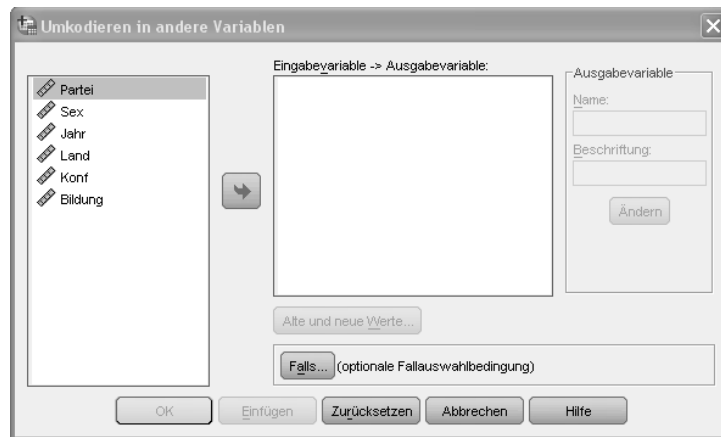 Umkodieren in andere Variablen
Partei
Sex
Jahr
Land
Konf
Bildung
Eingabevariable -> Ausgabevariable:
Ausgabevariable
Name:
Beschriftung:
Ändern
Alte und neue Werte...
Falls... (optionale Fallauswahlbedingung)
OK Einfügen Zurücksetzen Abbrechen Hilfe